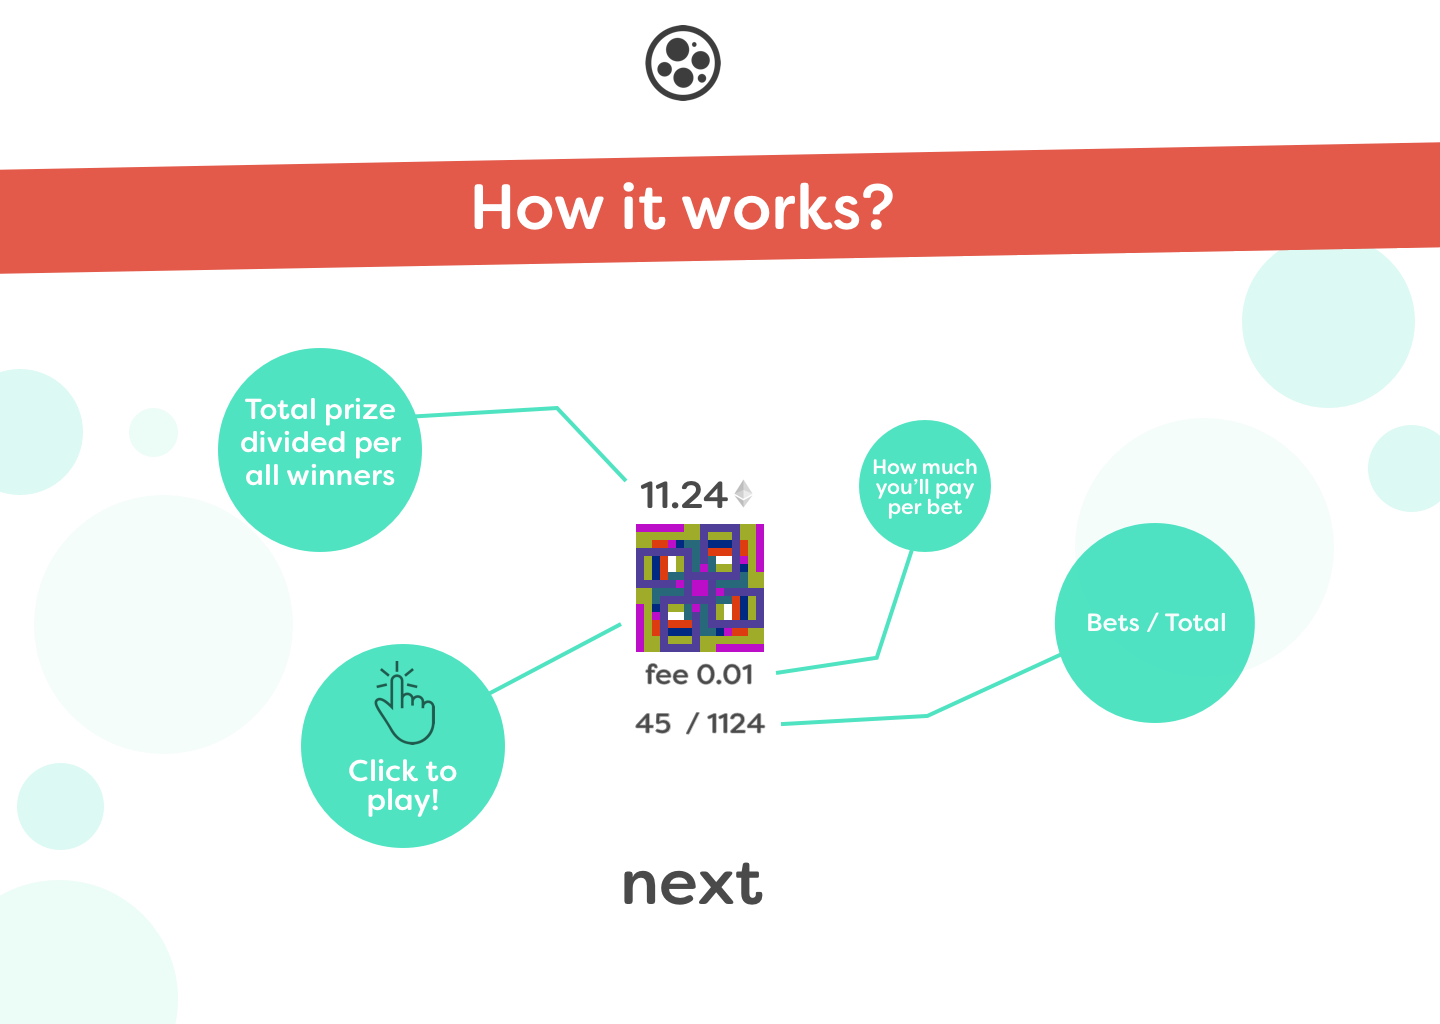 How it works?
Total prize
divided per
all winners
11.24
How much
you'll pay
per bet
fee 0.01
Bets / Total
45 / 1124
Click to
play!
next